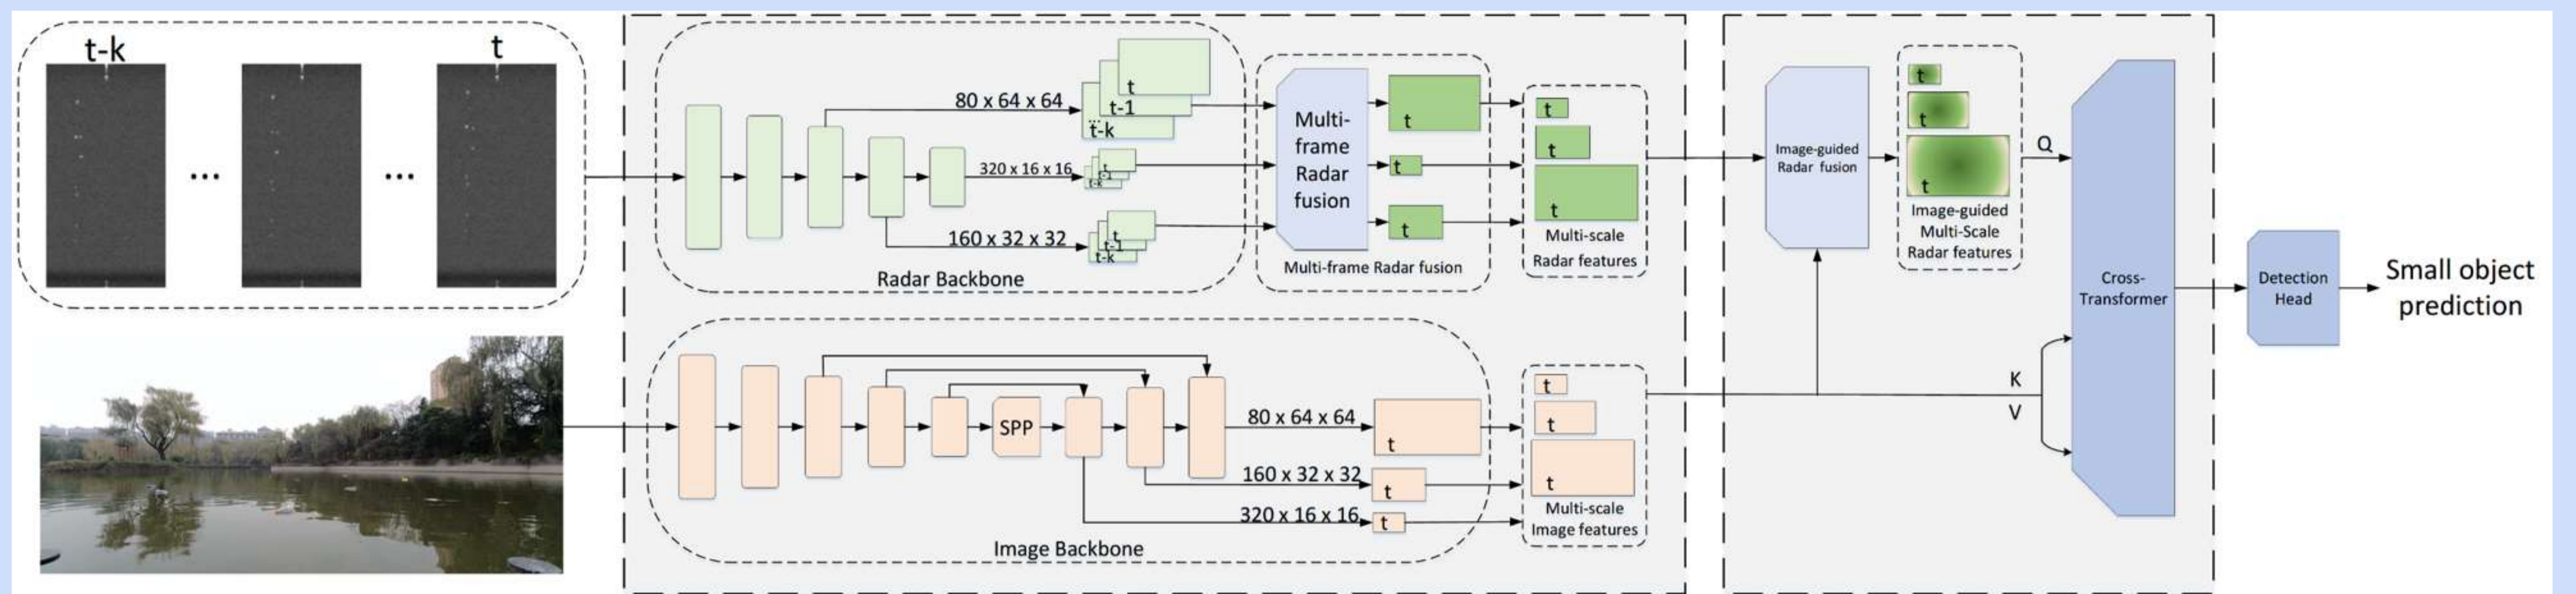 t-k
t
...
...
80 x 64 x 64
t
t-1
...
t-k
320 x 16 x 16
t-1
t-k
160 x 32 x 32
t
t-1
t-k
Radar Backbone
Multi-
frame
Radar
fusion
t
t
t
Multi-frame Radar fusion
t
t
t
Multi-scale
Radar features
SPP
80 x 64 x 64
t
160 x 32 x 32
t
320 x 16 x 16
t
Image Backbone
t
t
t
Multi-scale
Image features
Image-guided
Radar fusion
t
t
t
Image-guided
Multi-Scale
Radar features
Q
K
V
Cross-
Transformer
Detection
Head
Small object
prediction